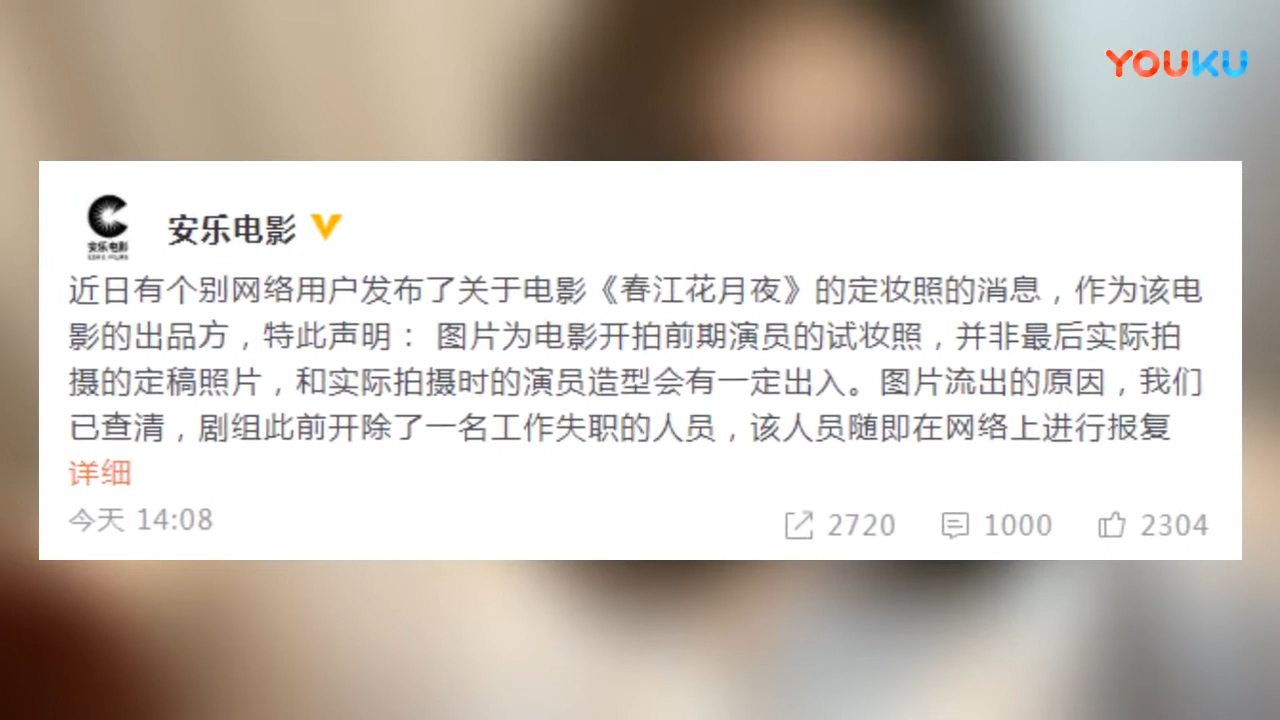 YOUKU
安乐电影
安乐电影
近日有个别网络用户发布了关于电影《春江花月夜》的定妆照的消息，作为该电
影的出品方，特此声明： 图片为电影开拍前期演员的试妆照，并非最后实际拍
摄的定稿照片，和实际拍摄时的演员造型会有一定出入。图片流出的原因，我们
已查清，剧组此前开除了一名工作失职的人员，该人员随即在网络上进行报复
详细
今天 14:08
2720
1000
2304